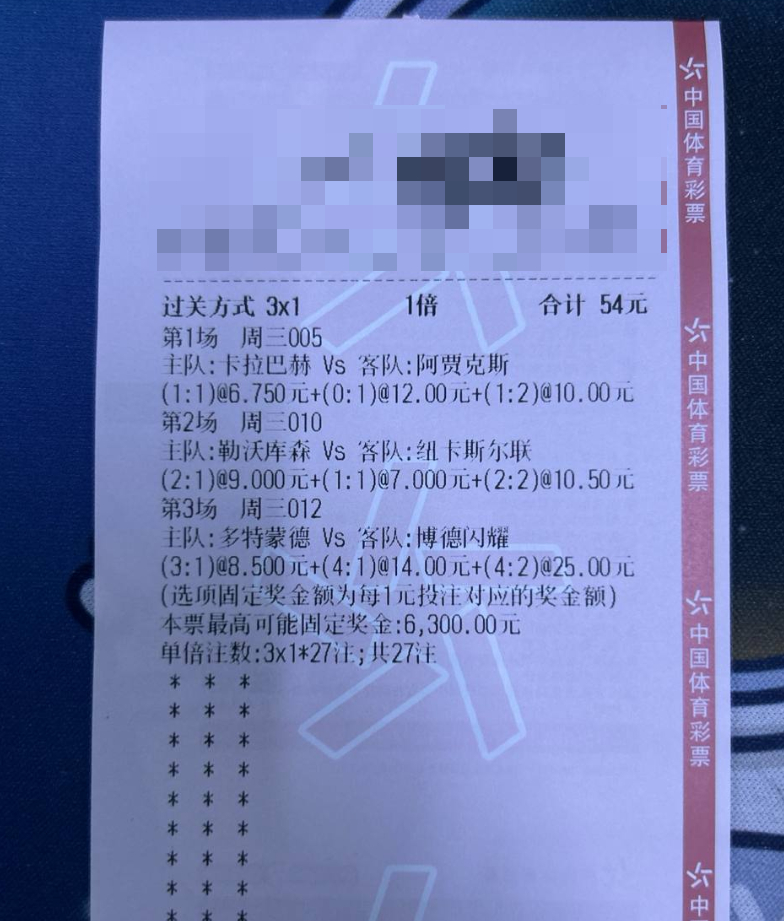 过关方式 3x1 1倍 合计 54元
第1场 周三005
主队:卡拉巴赫 Vs 客队:阿贾克斯
(1:1)@6.750元+(0:1)@12.00元+(1:2)@10.00元
第2场 周三010
主队:勒沃库森 Vs 客队:纽卡斯尔联
(2:1)@9.000元+(1:1)@7.000元+(2:2)@10.50元
第3场 周三012
主队:多特蒙德 Vs 客队:博德闪耀
(3:1)@8.500元+(4:1)@14.00元+(4:2)@25.00元
(选项固定奖金额为每1元投注对应的奖金额)
本票最高可能固定奖金:6,300.00元
单倍注数:3x1*27注;共27注
* * *
* * *
* * *
* * *
* * *
* * *
* * *
* * *
* * *
中国体育彩票
中国体育彩票
中国体育彩票
中